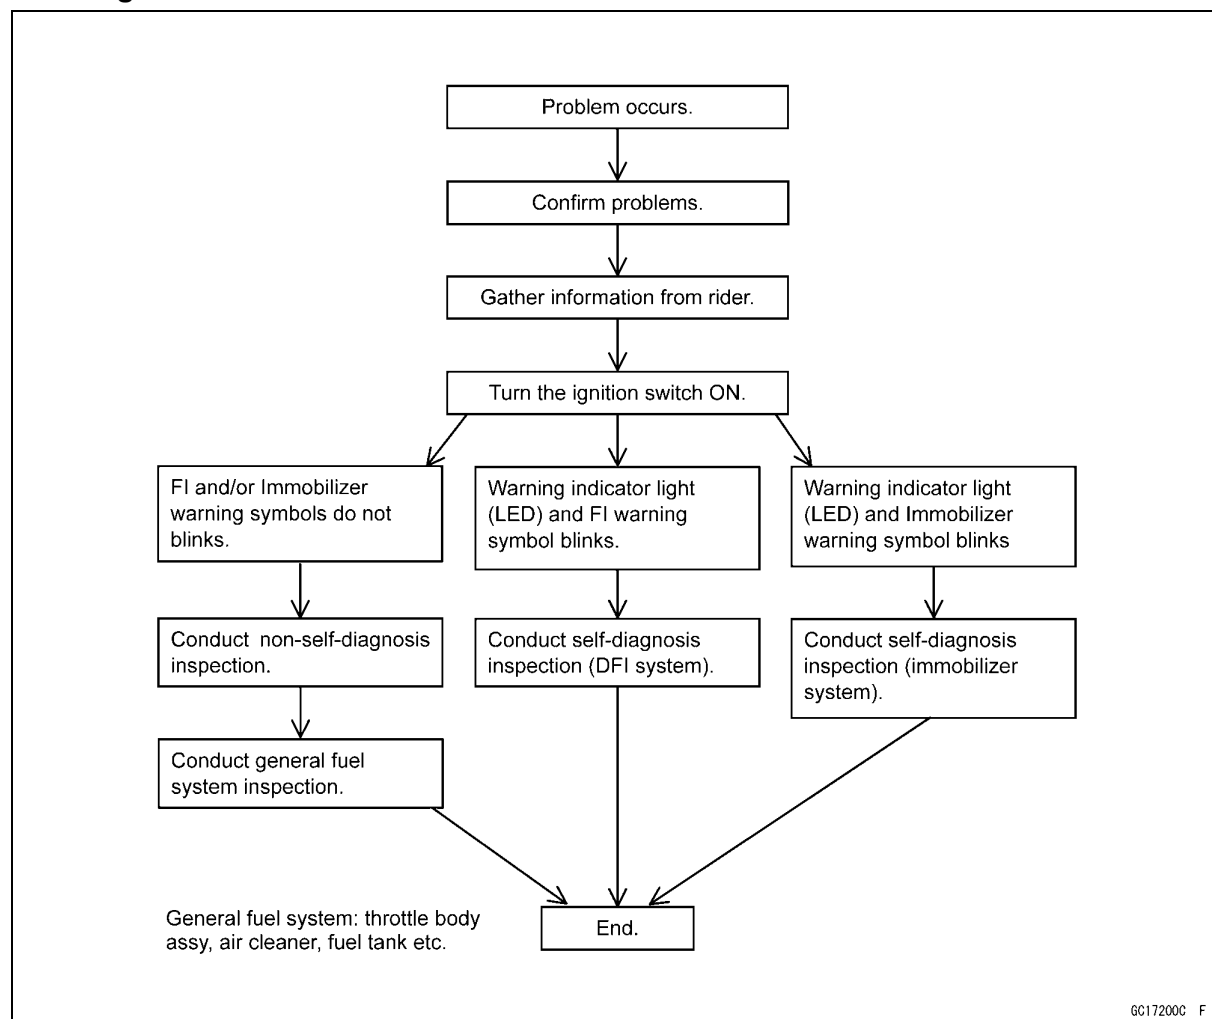 Problem occurs.
Confirm problems.
Gather information from rider.
Turn the ignition switch ON.
FI and/or Immobilizer
warning symbols do not
blinks.
Warning indicator light
(LED) and FI warning
symbol blinks.
Warning indicator light
(LED) and Immobilizer
warning symbol blinks
Conduct non-self-diagnosis
inspection.
Conduct self-diagnosis
inspection (DFI system).
Conduct self-diagnosis
inspection (immobilizer
system).
Conduct general fuel
system inspection.
General fuel system: throttle body
assy, air cleaner, fuel tank etc.
End.
GC17200C F